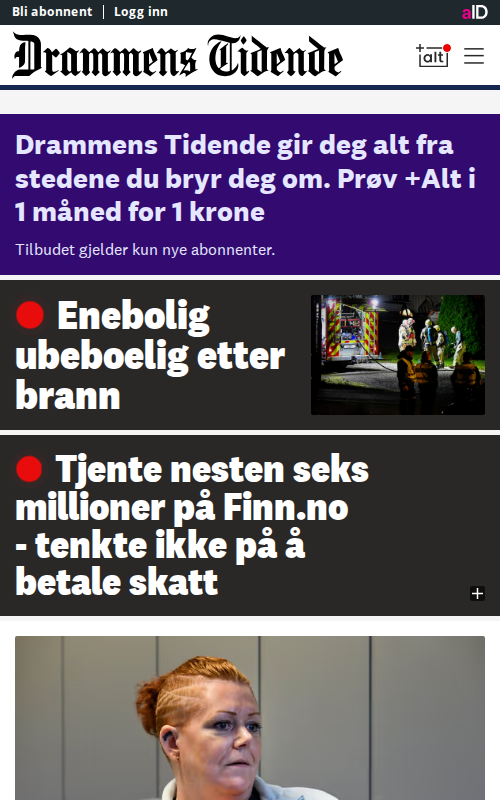 Bli abonnent | Logg inn
aID
Drammens Tidende
+alt
Drammens Tidende gir deg alt fra
stedene du bryr deg om. Prøv +Alt i
1 måned for 1 krone
Tilbudet gjelder kun nye abonnenter.
Enebolig
ubeboelig etter
brann
Tjente nesten seks
millioner på Finn.no
- tenkte ikke på å
betale skatt
+